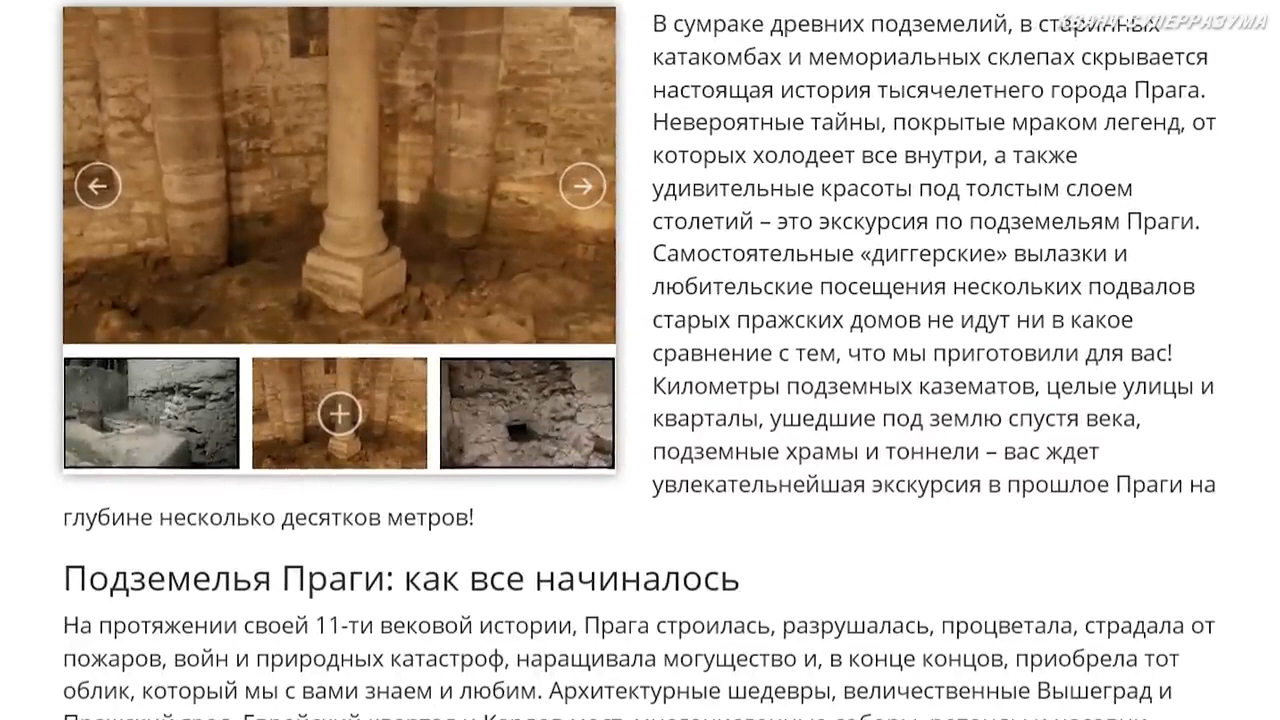 В сумраке древних подземелий, в старинных
катакомбах и мемориальных склепах скрывается
настоящая история тысячелетнего города Прага.
Невероятные тайны, покрытые мраком легенд, от
которых холодеет все внутри, а также
удивительные красоты под толстым слоем
столетий – это экскурсия по подземельям Праги.
Самостоятельные «диггерские» вылазки и
любительские посещения нескольких подвалов
старых пражских домов не идут ни в какое
сравнение с тем, что мы приготовили для вас!
Километры подземных казематов, целые улицы и
кварталы, ушедшие под землю спустя века,
подземные храмы и тоннели – вас ждет
увлекательнейшая экскурсия в прошлое Праги на
глубине несколько десятков метров!
Подземелья Праги: как все начиналось
На протяжении своей 11-ти вековой истории, Прага строилась, разрушалась, процветала, страдала от
пожаров, войн и природных катастроф, наращивала могущество и, в конце концов, приобрела тот
облик, который мы с вами знаем и любим. Архитектурные шедевры, величественные Вышеград и